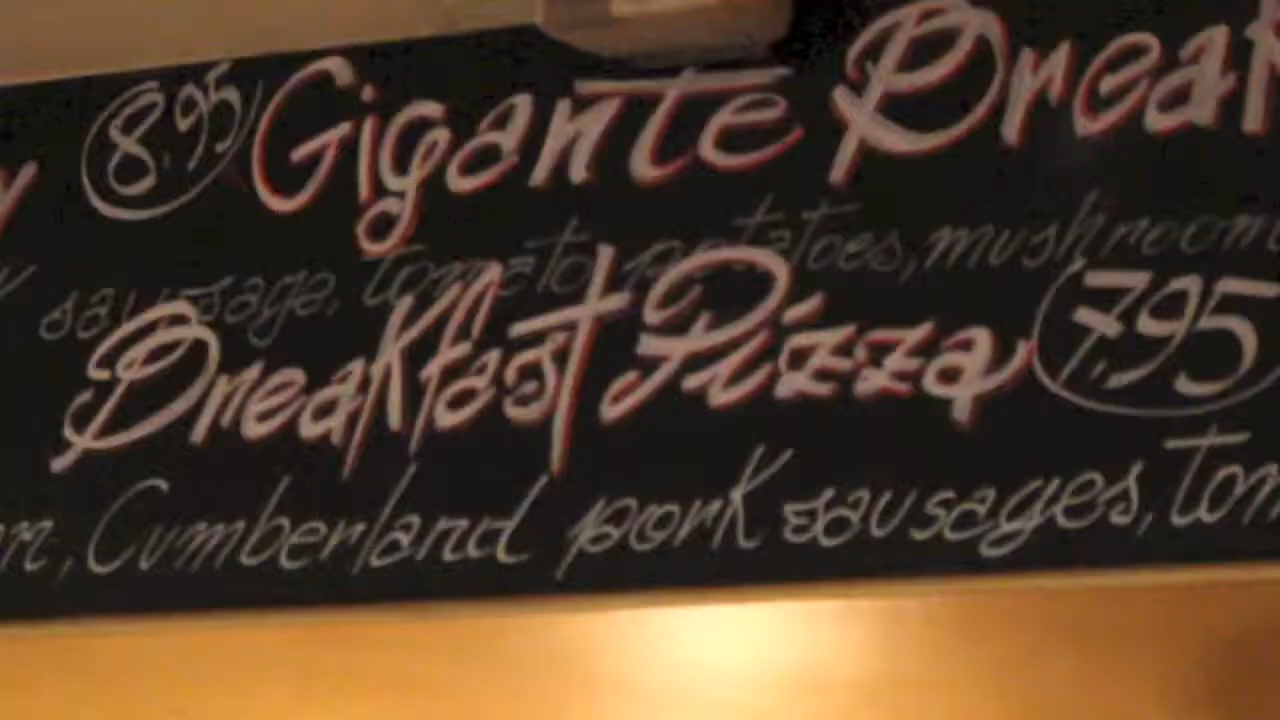 8.95 Gigante Break
sausage, tomato potatoes, mushroom
Breakfast Pizza 7.95
Cumberland pork sausages, tom